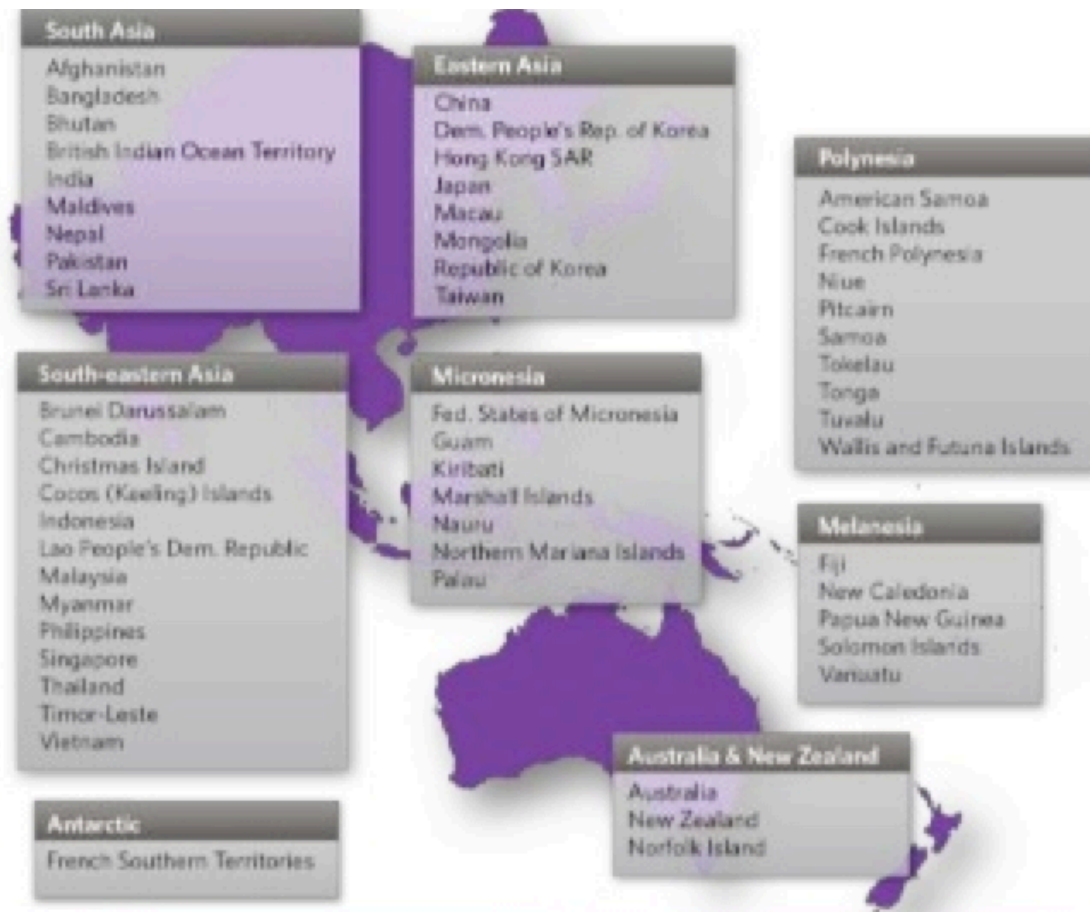 South Asia
Afghanistan
Bangladesh
Bhutan
British Indian Ocean Territory
India
Maldives
Nepal
Pakistan
Sri Lanka
Eastern Asia
China
Dem. People's Rep. of Korea
Hong Kong SAR
Japan
Macau
Mongolia
Republic of Korea
Taiwan
Polynesia
American Samoa
Cook Islands
French Polynesia
Niue
Pitcairn
Samoa
Tokelau
Tonga
Tuvalu
Wallis and Futuna Islands
South-eastern Asia
Brunei Darussalam
Cambodia
Christmas Island
Cocos (Keeling) Islands
Indonesia
Lao People's Dem. Republic
Malaysia
Myanmar
Philippines
Singapore
Thailand
Timor-Leste
Vietnam
Micronesia
Fed. States of Micronesia
Guam
Kiribati
Marshall Islands
Nauru
Northern Mariana Islands
Palau
Melanesia
Fiji
New Caledonia
Papua New Guinea
Solomon Islands
Vanuatu
Australia & New Zealand
Australia
New Zealand
Norfolk Island
Antarctic
French Southern Territories